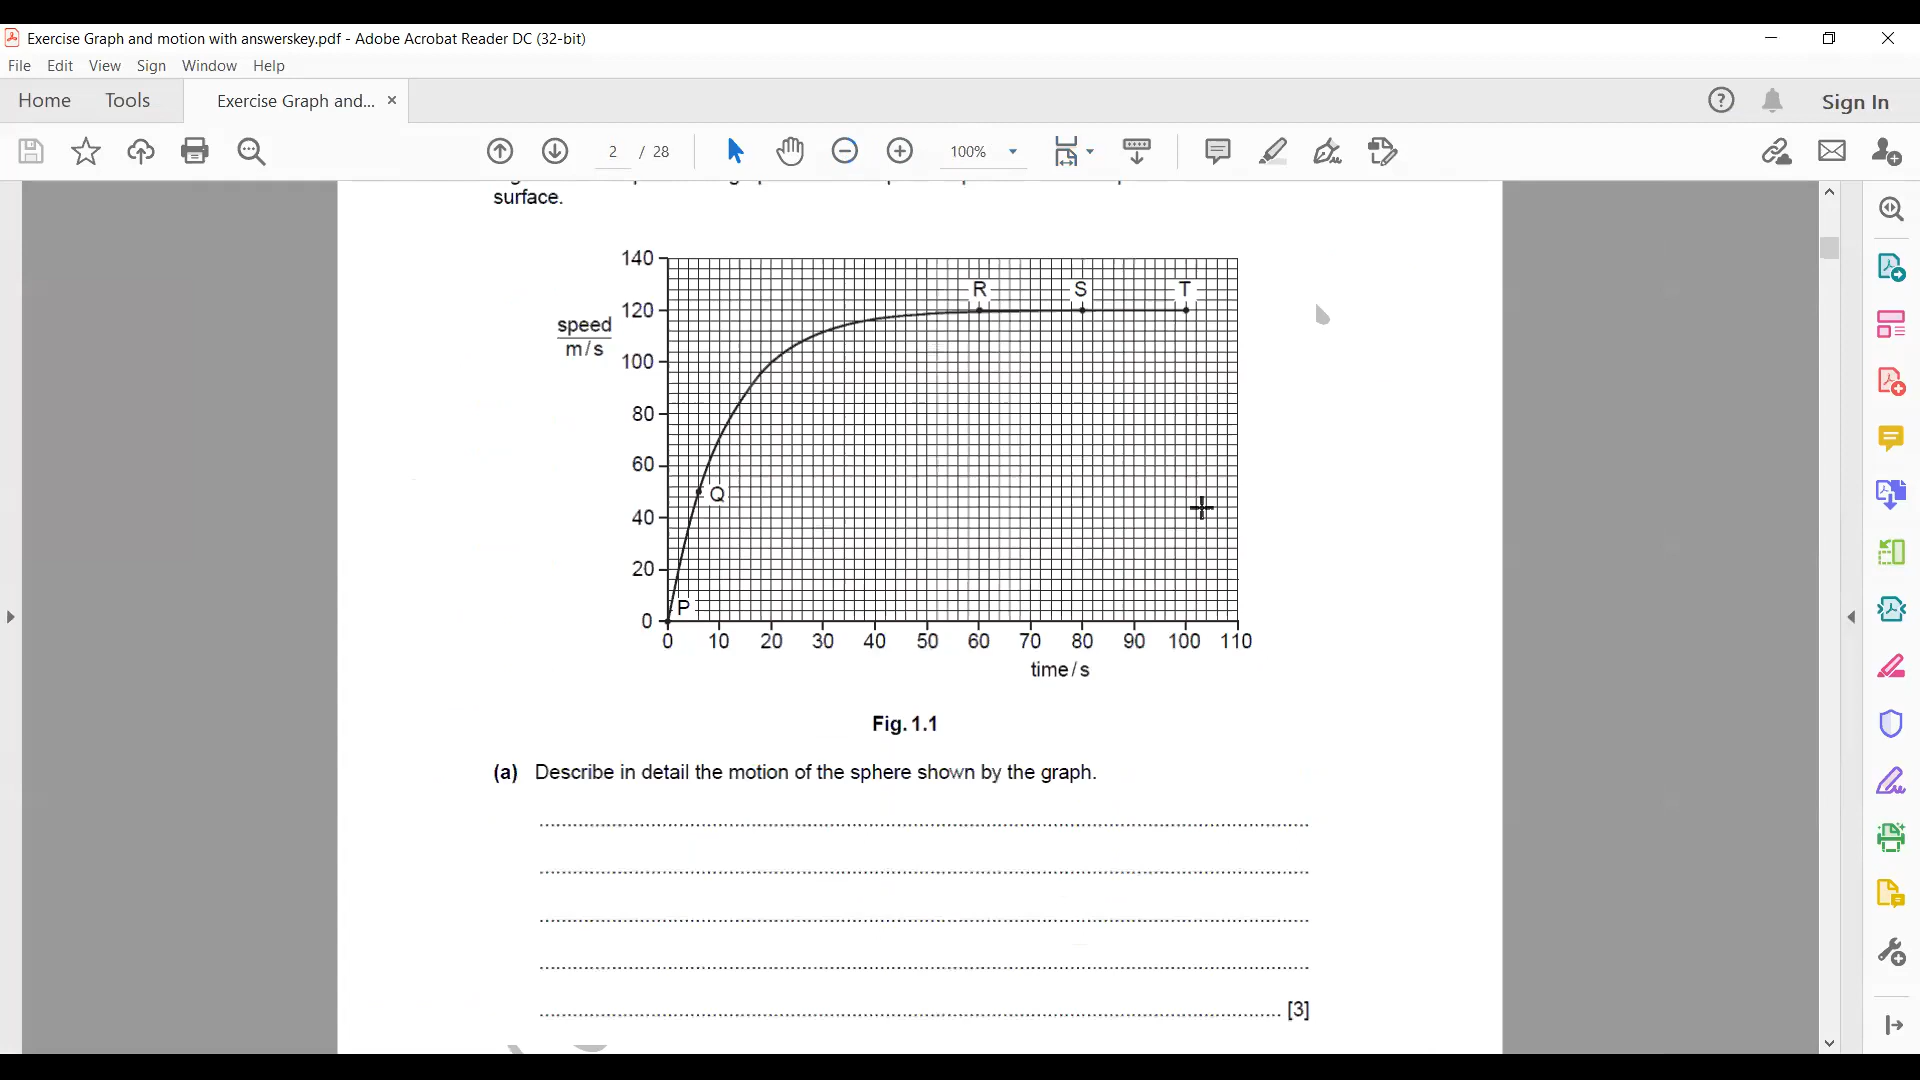 Exercise Graph and motion with answerskey.pdf - Adobe Acrobat Reader DC (32-bit)
File Edit View Sign Window Help
Home Tools Exercise Graph and... × Sign In
2 / 28 100%
surface.
140
120
100
80
60
40
20
0
speed
m/s
R S T
Q
P
0 10 20 30 40 50 60 70 80 90 100 110
time/s
Fig. 1.1
(a) Describe in detail the motion of the sphere shown by the graph.
[3]